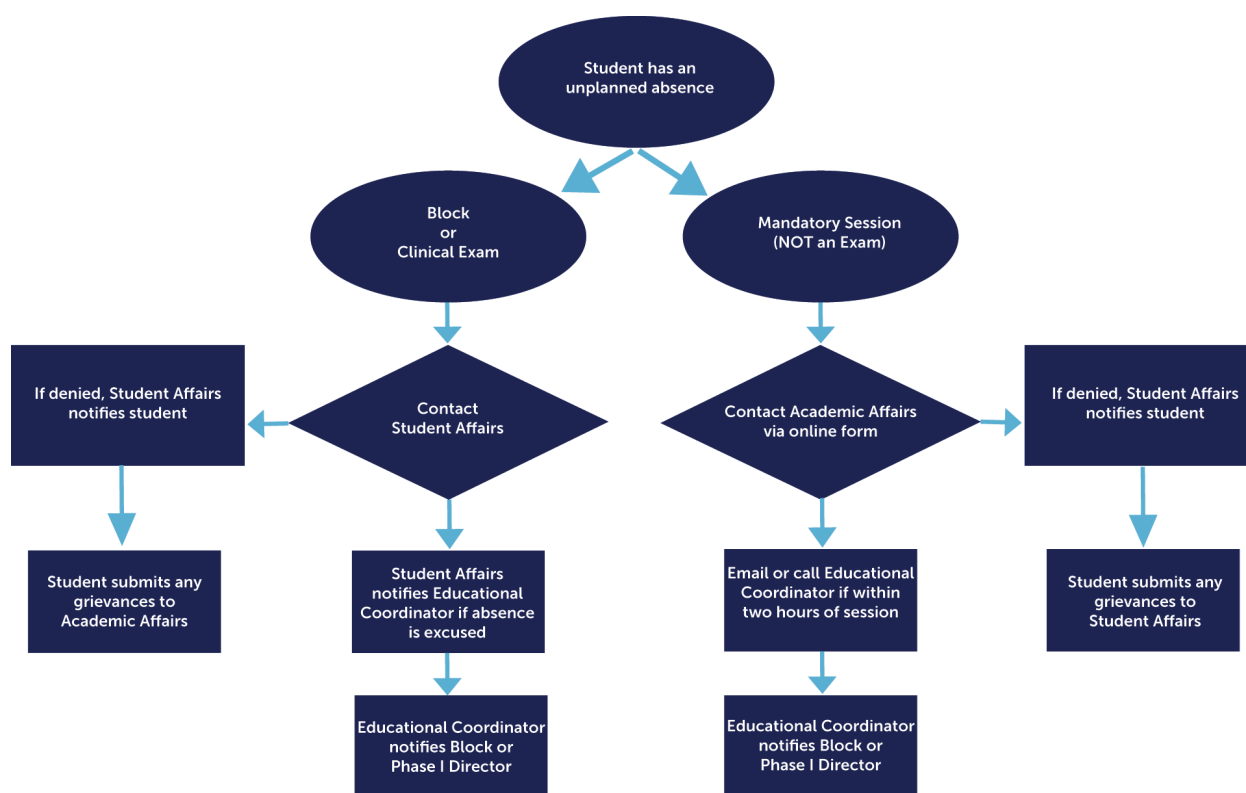 Student has an
unplanned absence
Block
or
Clinical Exam
Mandatory Session
(NOT an Exam)
If denied, Student Affairs
notifies student
Contact
Student Affairs
Contact Academic Affairs
via online form
If denied, Student Affairs
notifies student
Student submits any
grievances to
Academic Affairs
Student Affairs
notifies Educational
Coordinator if absence
is excused
Email or call Educational
Coordinator if within
two hours of session
Student submits any
grievances to
Student Affairs
Educational Coordinator
notifies Block or
Phase I Director
Educational Coordinator
notifies Block or
Phase I Director